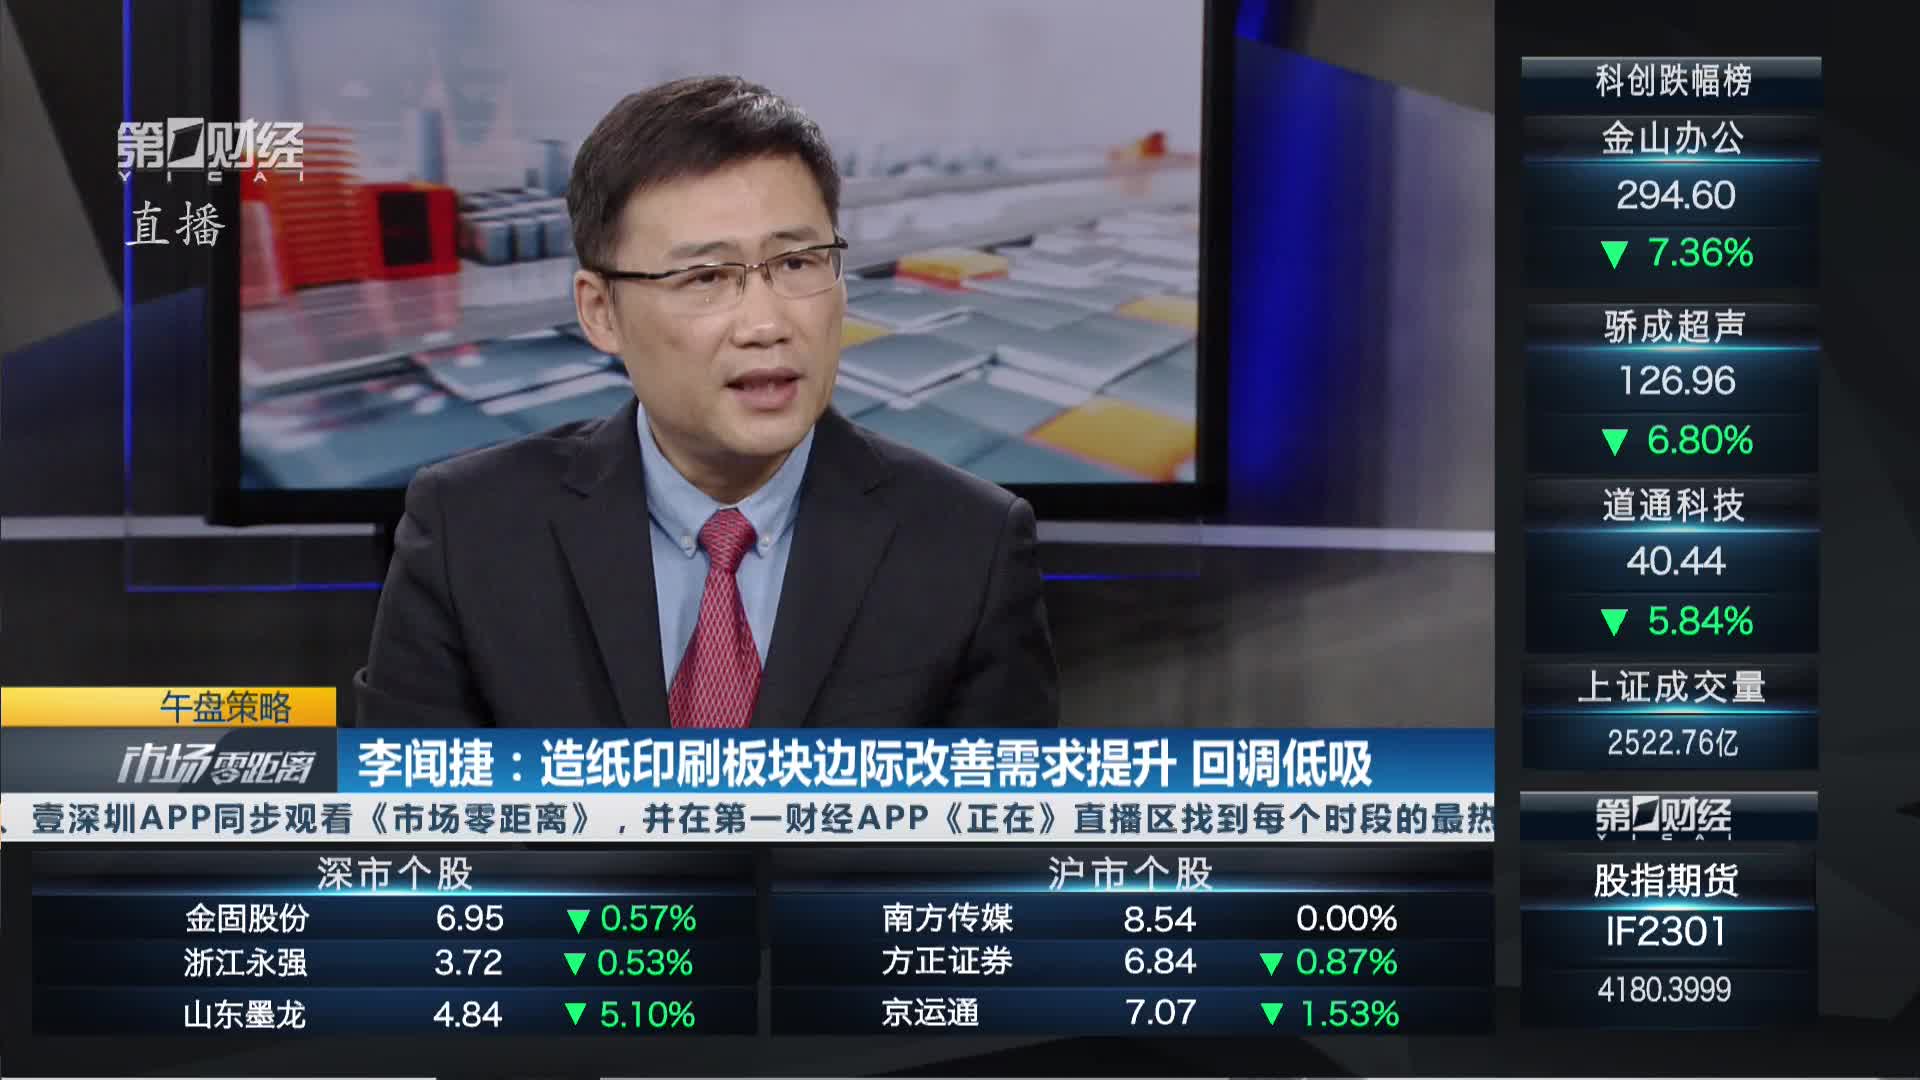 第一财经
YICAI
直播
午盘策略
市场零距离
李闻捷：造纸印刷板块边际改善需求提升 回调低吸
、壹深圳APP同步观看《市场零距离》，并在第一财经APP《正在》直播区找到每个时段的最热
深市个股
金固股份 6.95 ▼0.57%
浙江永强 3.72 ▼0.53%
山东墨龙 4.84 ▼5.10%
沪市个股
南方传媒 8.54 0.00%
方正证券 6.84 ▼0.87%
京运通 7.07 ▼1.53%
科创跌幅榜
金山办公
294.60
▼ 7.36%
骄成超声
126.96
▼ 6.80%
道通科技
40.44
▼ 5.84%
上证成交量
2522.76亿
第一财经
YICAI
股指期货
IF2301
4180.3999